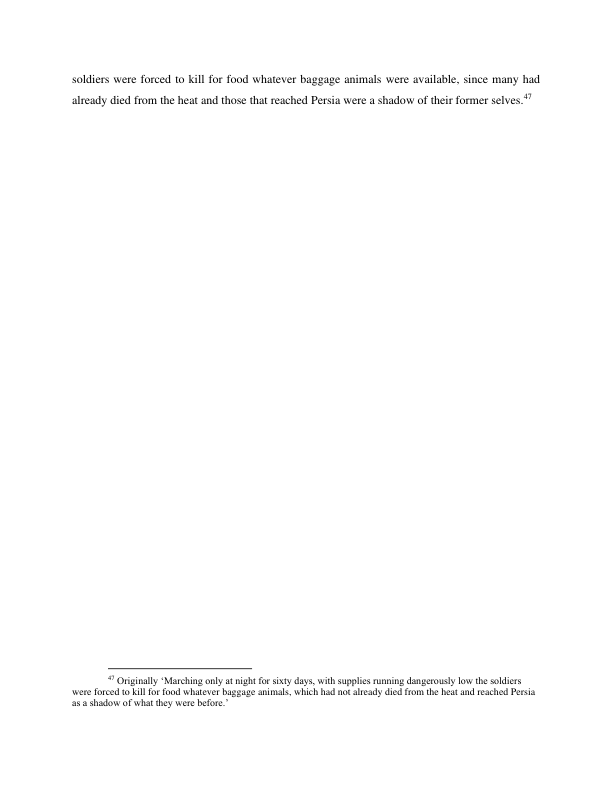 soldiers were forced to kill for food whatever baggage animals were available, since many had
already died from the heat and those that reached Persia were a shadow of their former selves.47
47 Originally ‘Marching only at night for sixty days, with supplies running dangerously low the soldiers
were forced to kill for food whatever baggage animals, which had not already died from the heat and reached Persia
as a shadow of what they were before.’